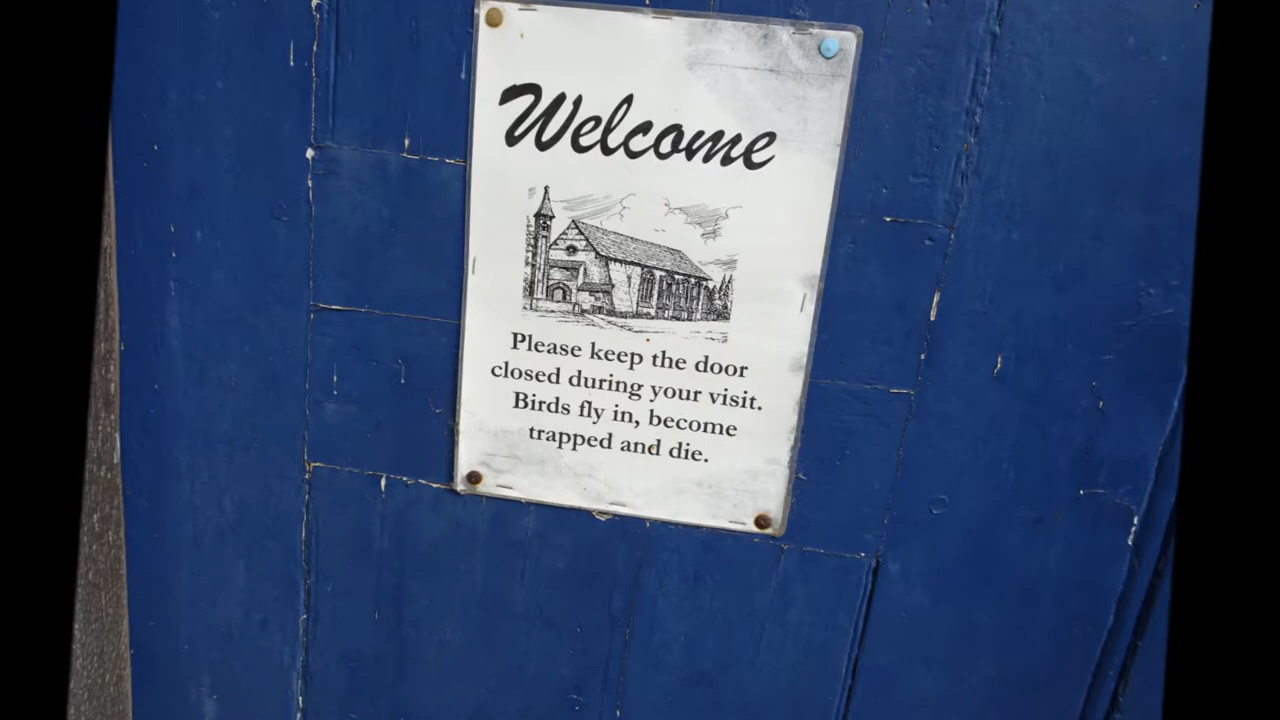 Welcome
Please keep the door
closed during your visit.
Birds fly in, become
trapped and die.